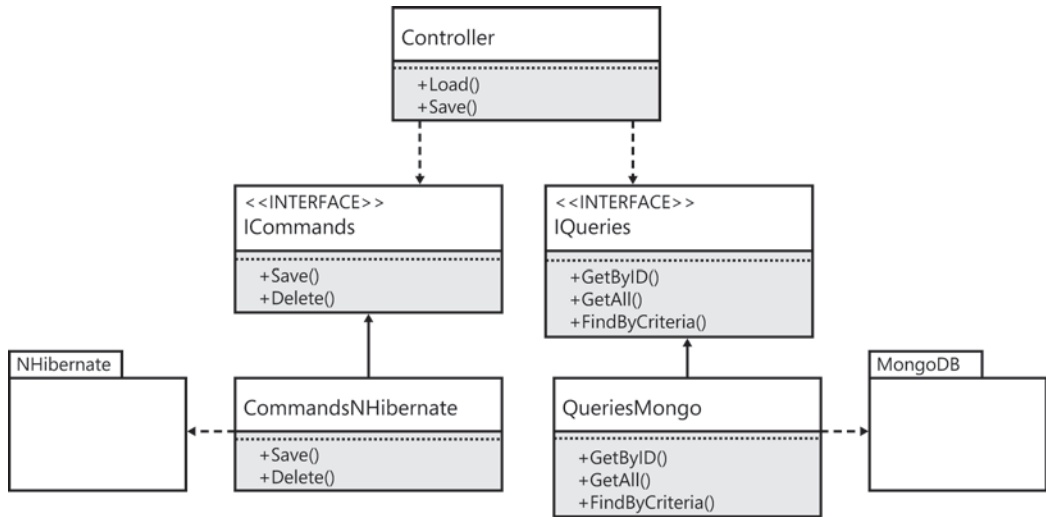 Controller
+Load()
+Save()
<<INTERFACE>>
ICommands
+Save()
+Delete()
<<INTERFACE>>
IQueries
+GetByID()
+GetAll()
+FindByCriteria()
NHibernate
CommandsNHibernate
+Save()
+Delete()
QueriesMongo
+GetByID()
+GetAll()
+FindByCriteria()
MongoDB